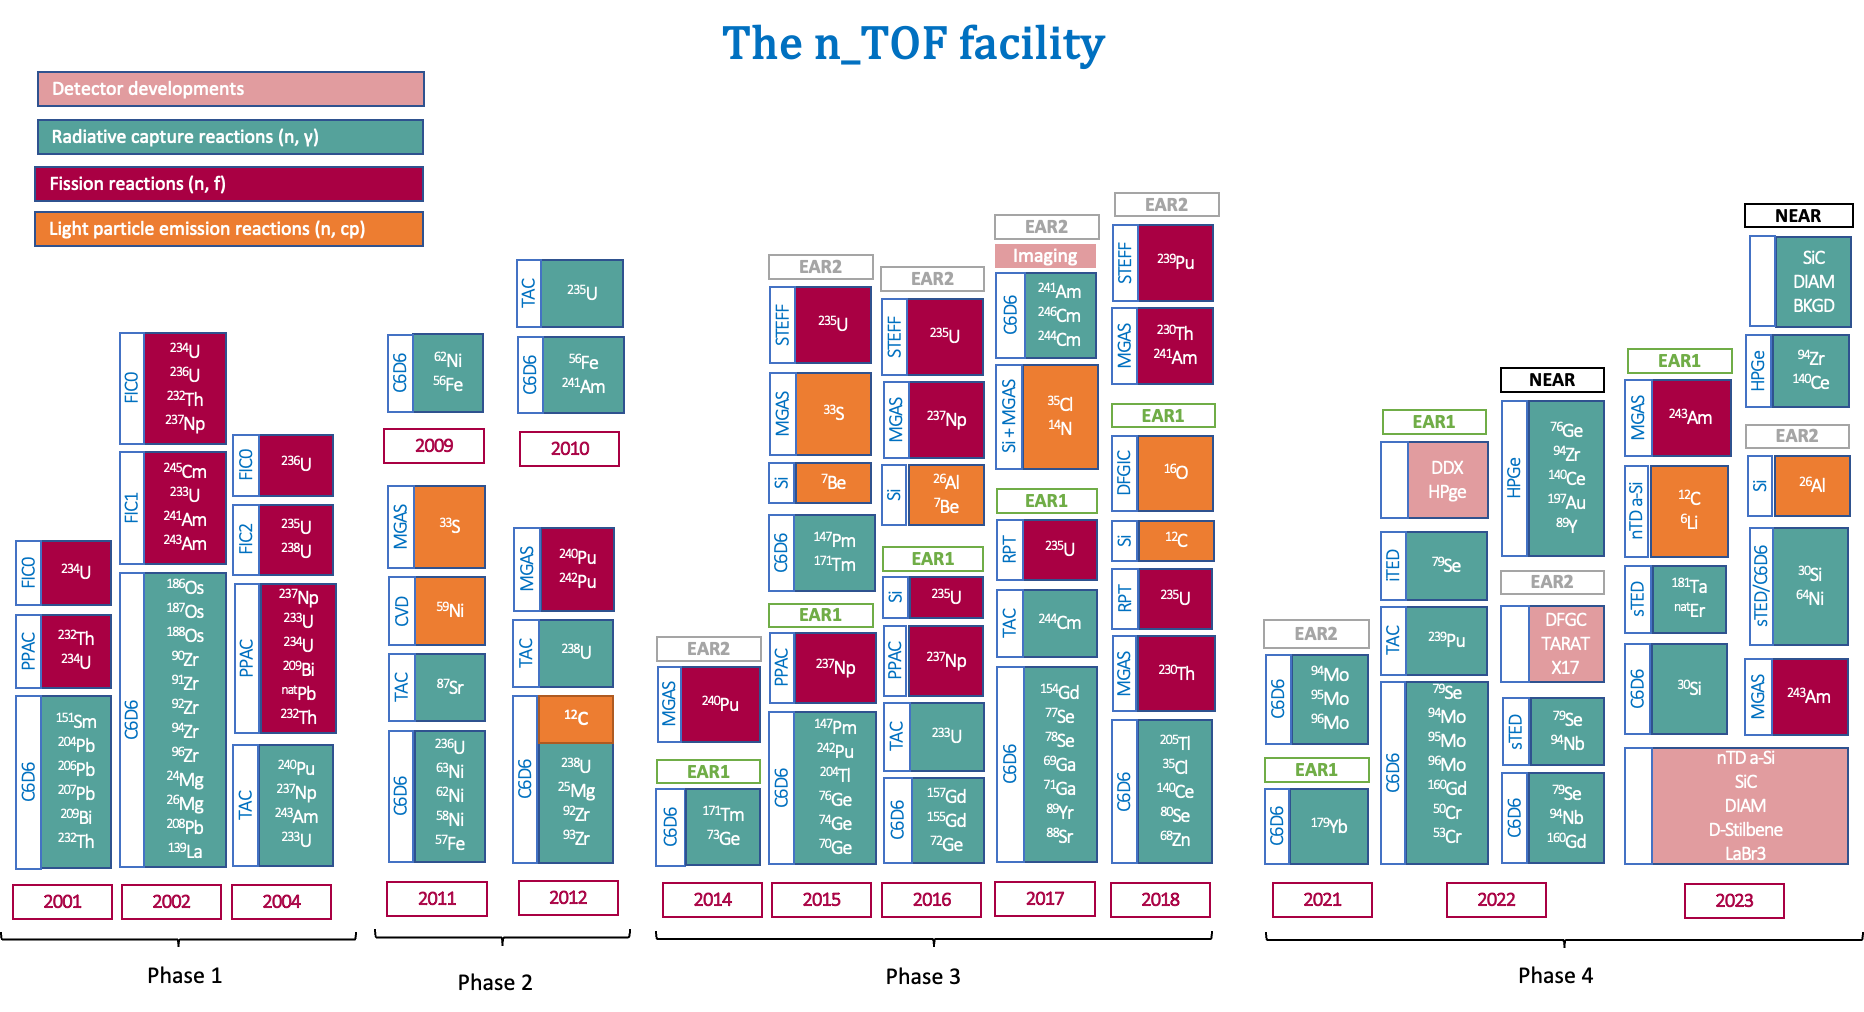 The n_TOF facility
Detector developments
Radiative capture reactions (n, γ)
Fission reactions (n, f)
Light particle emission reactions (n, cp)
FIC0
234U
PPAC
232Th
234U
C6D6
151Sm
204Pb
206Pb
207Pb
209Bi
232Th
2001
FIC0
234U
236U
232Th
237Np
FIC1
245Cm
233U
241Am
243Am
C6D6
186Os
187Os
188Os
90Zr
91Zr
92Zr
94Zr
96Zr
24Mg
26Mg
208Pb
139La
2002
FIC0
236U
FIC2
235U
238U
PPAC
237Np
233U
234U
209Bi
natPb
232Th
TAC
240Pu
237Np
243Am
233U
2004
Phase 1
C6D6
62Ni
56Fe
2009
TAC
235U
C6D6
56Fe
241Am
2010
MGAS
33S
CVD
59Ni
TAC
87Sr
C6D6
236U
63Ni
62Ni
58Ni
57Fe
2011
MGAS
240Pu
242Pu
TAC
238U
C6D6
12C
238U
25Mg
92Zr
93Zr
2012
Phase 2
EAR2
MGAS
240Pu
EAR1
C6D6
171Tm
73Ge
2014
EAR2
STEFF
235U
MGAS
33S
Si
7Be
C6D6
147Pm
171Tm
EAR1
PPAC
237Np
C6D6
147Pm
242Pu
204Tl
76Ge
74Ge
70Ge
2015
EAR2
STEFF
235U
MGAS
237Np
Si
26Al
7Be
EAR1
Si
235U
PPAC
237Np
TAC
233U
C6D6
157Gd
155Gd
72Ge
2016
EAR2
Imaging
C6D6
241Am
246Cm
244Cm
Si + MGAS
35Cl
14N
EAR1
RPT
235U
TAC
244Cm
C6D6
154Gd
77Se
78Se
69Ga
71Ga
89Yr
88Sr
2017
EAR2
STEFF
239Pu
MGAS
230Th
241Am
EAR1
DFGIC
16O
Si
12C
RPT
235U
MGAS
230Th
C6D6
205Tl
35Cl
140Ce
80Se
68Zn
2018
Phase 3
EAR2
C6D6
94Mo
95Mo
96Mo
EAR1
C6D6
179Yb
2021
EAR1
DDX
HPge
iTED
79Se
TAC
239Pu
C6D6
79Se
94Mo
95Mo
96Mo
160Gd
50Cr
53Cr
NEAR
HPGe
76Ge
94Zr
140Ce
197Au
89Y
EAR2
DFGC
TARAT
X17
sTED
79Se
94Nb
C6D6
79Se
94Nb
160Gd
2022
EAR1
MGAS
243Am
nTD a-Si
12C
6Li
sTED
181Ta
natEr
C6D6
30Si
NEAR
SiC
DIAM
BKGD
HPGe
94Zr
140Ce
EAR2
Si
26Al
sTED/C6D6
30Si
64Ni
MGAS
243Am
nTD a-Si
SiC
DIAM
D-Stilbene
LaBr3
2023
Phase 4